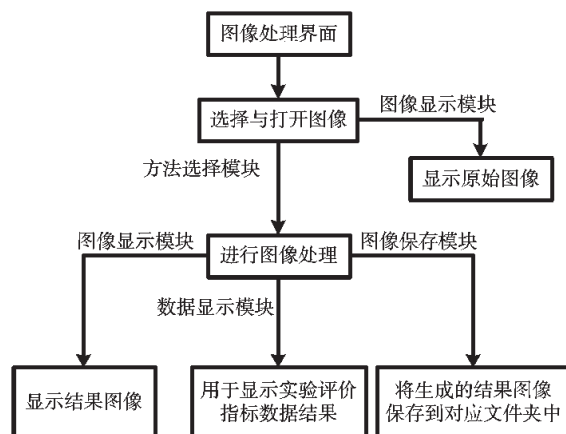 图像处理界面
选择与打开图像
图像显示模块
方法选择模块
显示原始图像
图像显示模块
进行图像处理
图像保存模块
数据显示模块
显示结果图像
用于显示实验评价
指标数据结果
将生成的结果图像
保存到对应文件夹中